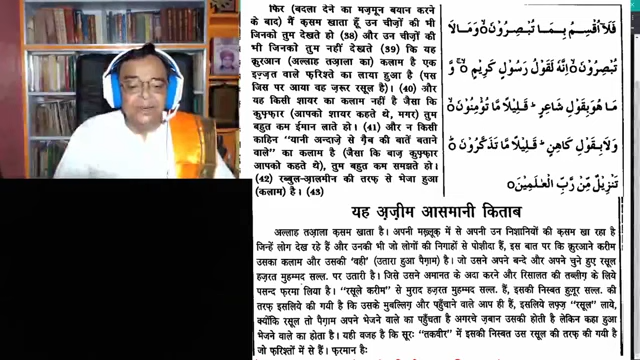 फिर (बदला देने का मज़मून बयान करने
के बाद) मैं क़सम खाता हूँ उन चीज़ों की भी
जिनको तुम देखते हो (38) और उन चीज़ों
की भी जिनको तुम नहीं देखते (39) कि यह
क़ुरआन (अल्लाह तआ़ला का) कलाम है एक
इज़्ज़त वाले फ़रिश्ते का लाया हुआ है (पस
जिस पर आया वह ज़रूर रसूल है)। (40) और
यह किसी शायर का कलाम नहीं है जैसा कि
कुफ़्फ़ार (आपको शायर कहते थे, मगर) तुम
बहुत कम ईमान लाते हो। (41) और न किसी
काहिन "यानी अन्दाज़े से ग़ैब की बातें बताने
वाले" का कलाम है (जैसा कि बाज़ कुफ़्फ़ार
आपको कहते थे), तुम बहुत कम समझते हो।
(42) रब्बुल-आ़लमीन की तरफ़ से भेजा हुआ
(कलाम) है। (43)
فَلَآ اُقْسِمُ بِمَا تُبْصِرُوْنَ ۙ وَمَالَا
تُبْصِرُوْنَ ۙ اِنَّهٗ لَقَوْلُ رَسُوْلٍ كَرِيْمٍ ۙ وَّ
مَا هُوَ بِقَوْلِ شَاعِرٍ ؕ قَلِيْلًا مَّا تُؤْمِنُوْنَ ۙ
وَلَا بِقَوْلِ كَاهِنٍ ؕ قَلِيْلًا مَّا تَذَكَّرُوْنَ ؕ
تَنْزِيْلٌ مِّنْ رَّبِّ الْعٰلَمِيْنَ ۝
यह अ़ज़ीम आसमानी किताब
अल्लाह तआ़ला क़सम खाता है। अपनी मख़्लूक़ में से अपनी उन निशानियों की क़सम खा रहा है
जिन्हें लोग देख रहे हैं और उनकी भी जो लोगों की निगाहों से पोशीदा हैं, इस बात पर कि क़ुरआने करीम
उसका कलाम और उसकी 'वही' (उतारा हुआ पैग़ाम) है। जो उसने अपने बन्दे और अपने चुने हुए रसूल
हज़रत मुहम्मद सल्ल. पर उतारी है। जिसे उसने अमानत के अदा करने और रिसालत की तब्लीग़ के लिये
पसन्द फ़रमा लिया है। "रसूले करीम" से मुराद हज़रत मुहम्मद सल्ल. हैं, इसकी निस्बत हुज़ूर सल्ल. की
तरफ़ इसलिये की गयी है कि उसके मुबल्लिग़ और पहुँचाने वाले आप ही हैं, इसलिये लफ़्ज़ "रसूल" लाये,
क्योंकि रसूल तो पैग़ाम अपने भेजने वाले का पहुँचाता है अगरचे ज़बान उसकी होती है लेकिन कहा हुआ
भेजने वाले का होता है। यही वजह है कि सूरः "तकवीर" में इसकी निस्बत उस रसूल की तरफ़ की गयी है
जो फ़रिश्तों में से हैं। फ़रमान हैः